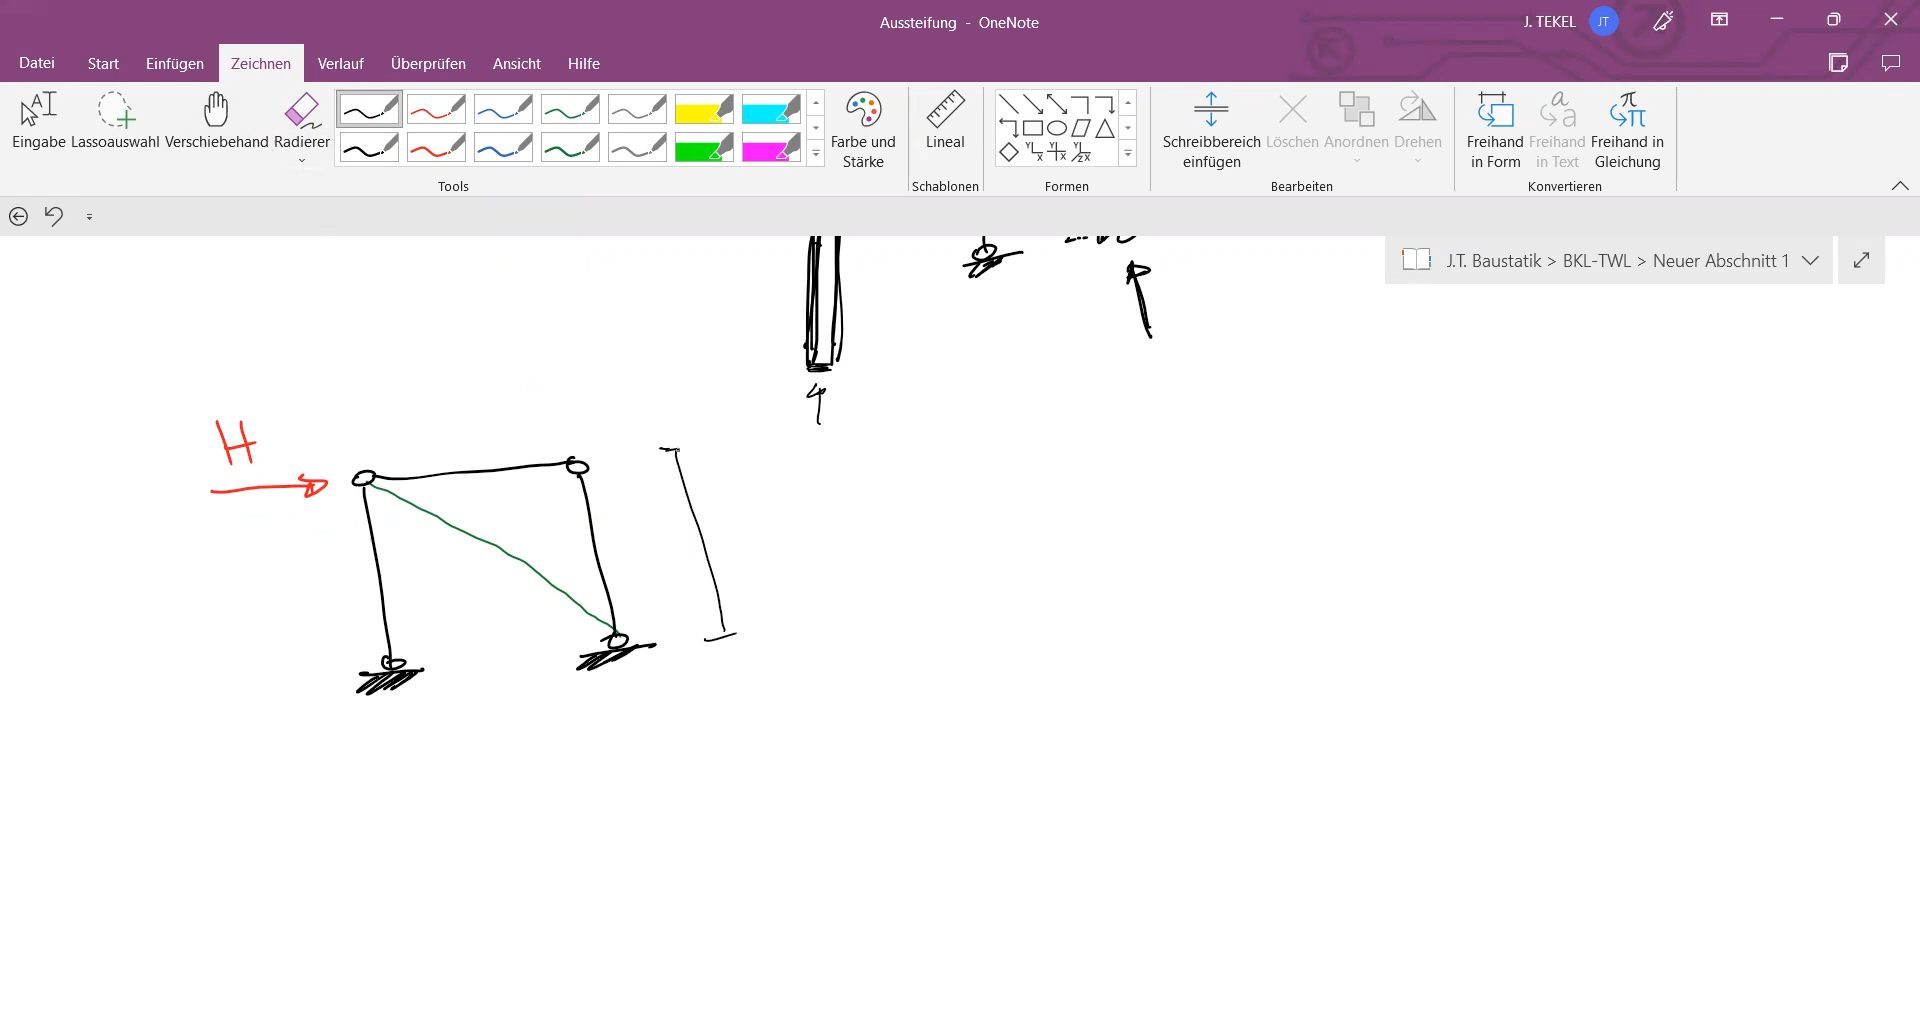 Aussteifung - OneNote
J. TEKEL
JT
Datei
Start
Einfügen
Zeichnen
Verlauf
Überprüfen
Ansicht
Hilfe
Eingabe
Lassoauswahl
Verschiebehand
Radierer
Farbe und
Stärke
Lineal
Schreibbereich
einfügen
Löschen
Anordnen
Drehen
Freihand
in Form
Freihand
in Text
Freihand in
Gleichung
Tools
Schablonen
Formen
Bearbeiten
Konvertieren
J.T. Baustatik > BKL-TWL > Neuer Abschnitt 1
4
H